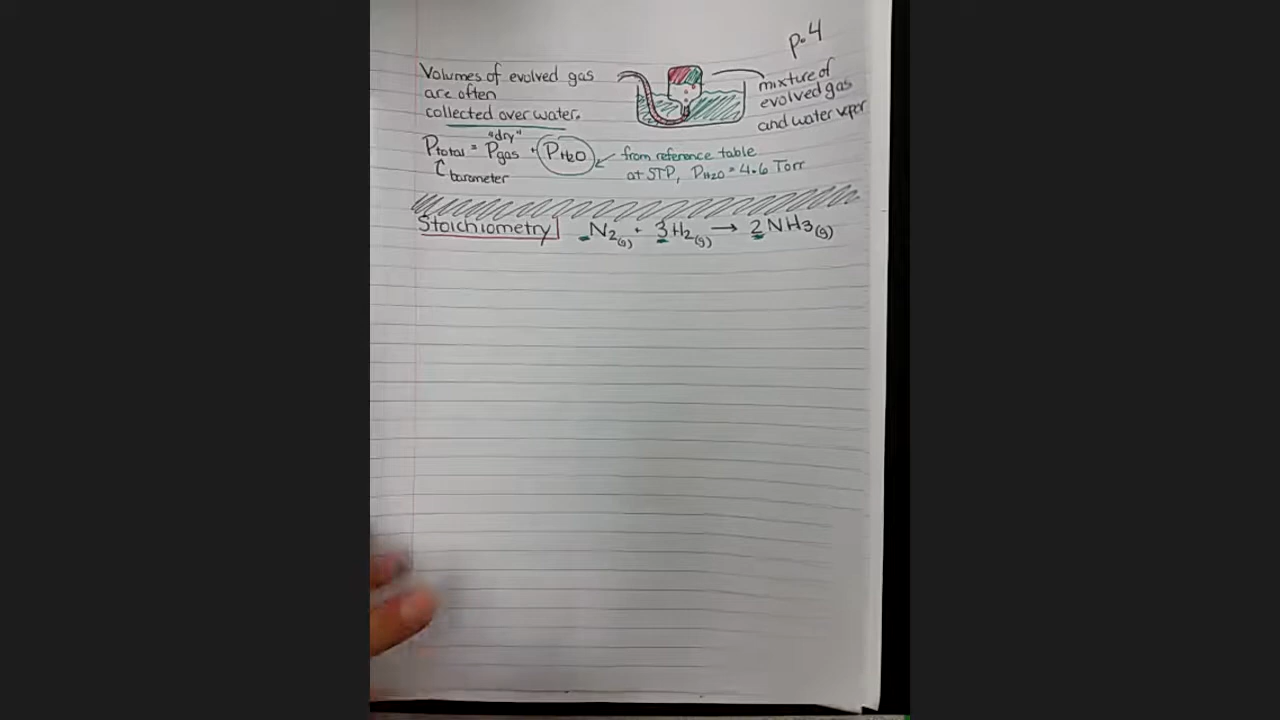 p.4
Volumes of evolved gas
are often
collected over water.
mixture of
evolved gas
and water vapor
"dry"
Ptotal = Pgas + PH2O
barometer
from reference table
at STP, PH2O = 4.6 Torr
Stoichiometry
_N2(g) + 3H2(g) → 2NH3(g)